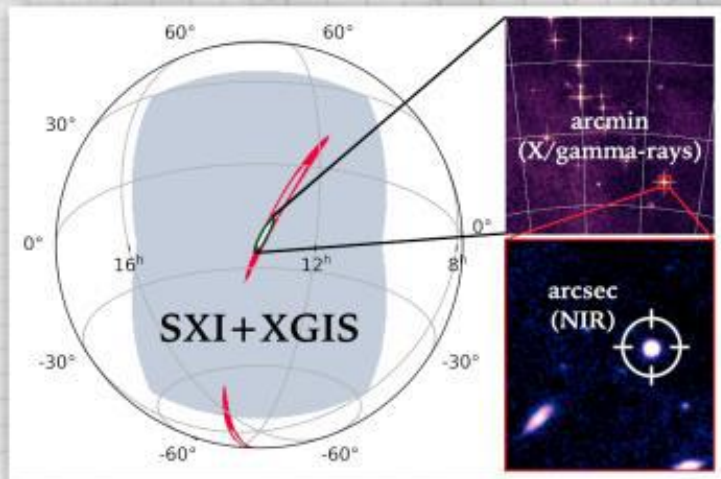 60°
60°
30°
0°
0°
16h
12h
8h
SXI+XGIS
-30°
-30°
-60°
-60°
arcmin
(X/gamma-rays)
arcsec
(NIR)